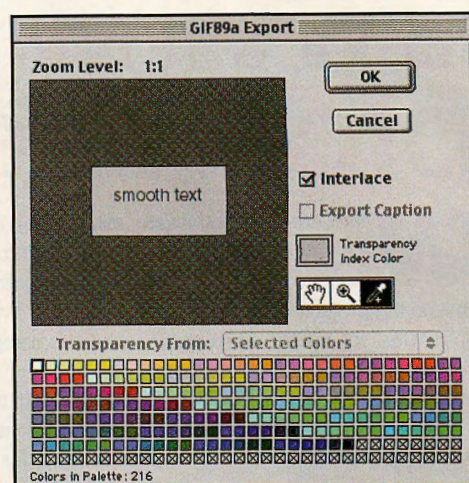 GIF89a Export
Zoom Level: 1:1
OK
Cancel
smooth text
Interlace
Export Caption
Transparency
Index Color
Transparency From: Selected Colors
Colors in Palette: 216